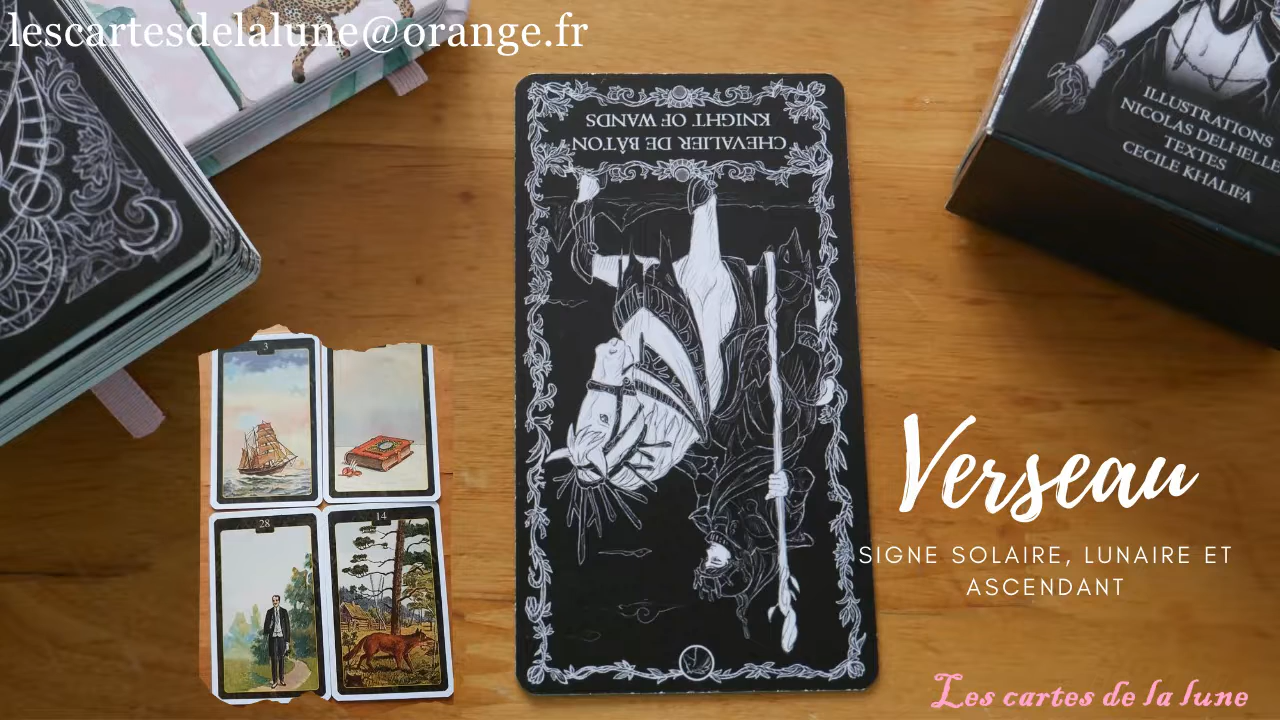 lescartesdelalune@orange.fr
KNIGHT OF WANDS
CHEVALIER DE BÂTON
ILLUSTRATIONS
NICOLAS DELHELLE
TEXTES
CECILE KHALIFA
3
28
14
Verseau
SIGNE SOLAIRE, LUNAIRE ET
ASCENDANT
Les cartes de la lune